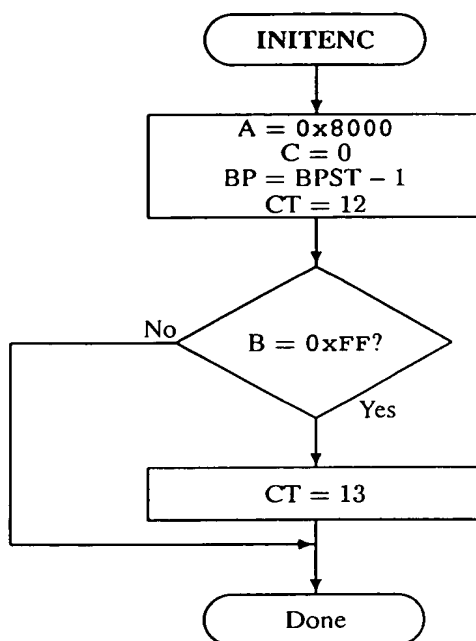 INITENC
A = 0x8000
C = 0
BP = BPST − 1
CT = 12
No
B = 0xFF?
Yes
CT = 13
Done